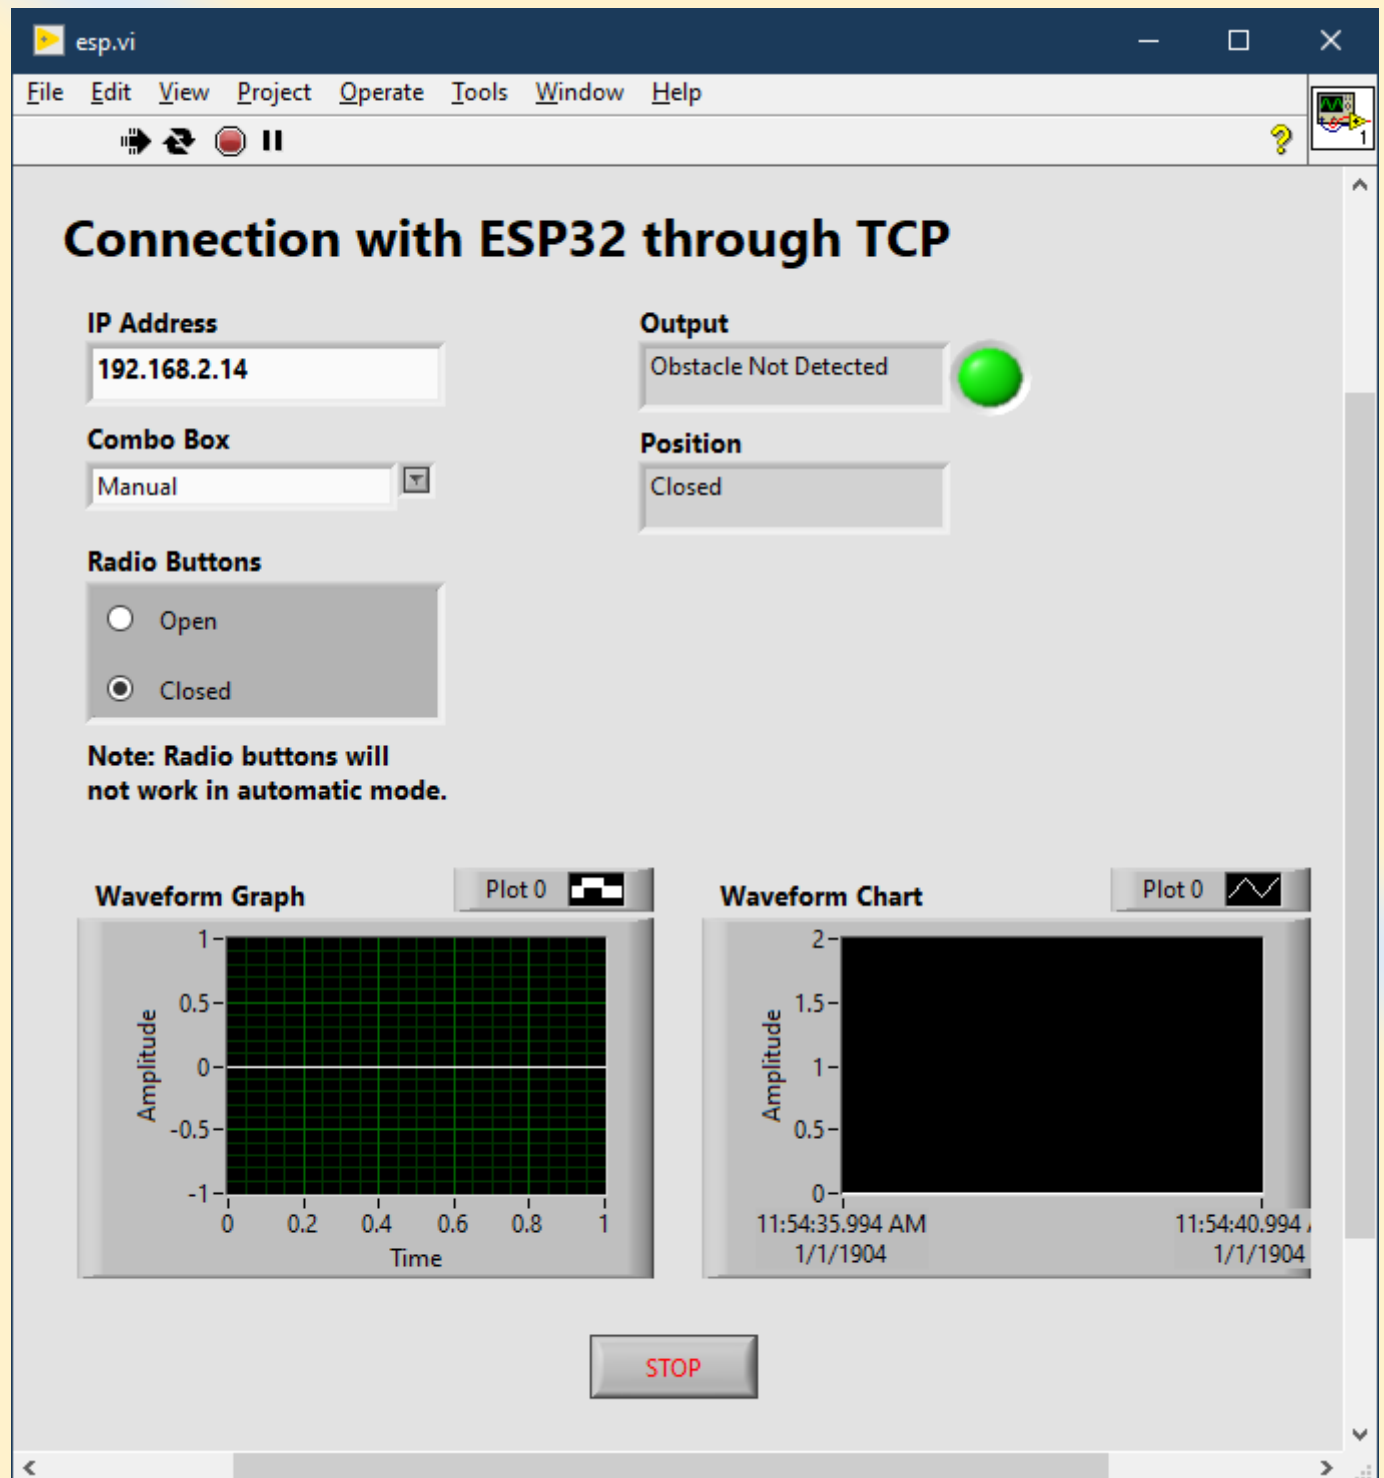 esp.vi
File Edit View Project Operate Tools Window Help
1
Connection with ESP32 through TCP
IP Address
192.168.2.14
Output
Obstacle Not Detected
Combo Box
Manual
Position
Closed
Radio Buttons
Open
Closed
Note: Radio buttons will
not work in automatic mode.
Waveform Graph
Plot 0
1
0.5
0
-0.5
-1
Amplitude
0 0.2 0.4 0.6 0.8 1
Time
Waveform Chart
Plot 0
2
1.5
1
0.5
0
Amplitude
11:54:35.994 AM
1/1/1904
11:54:40.994
1/1/1904
STOP